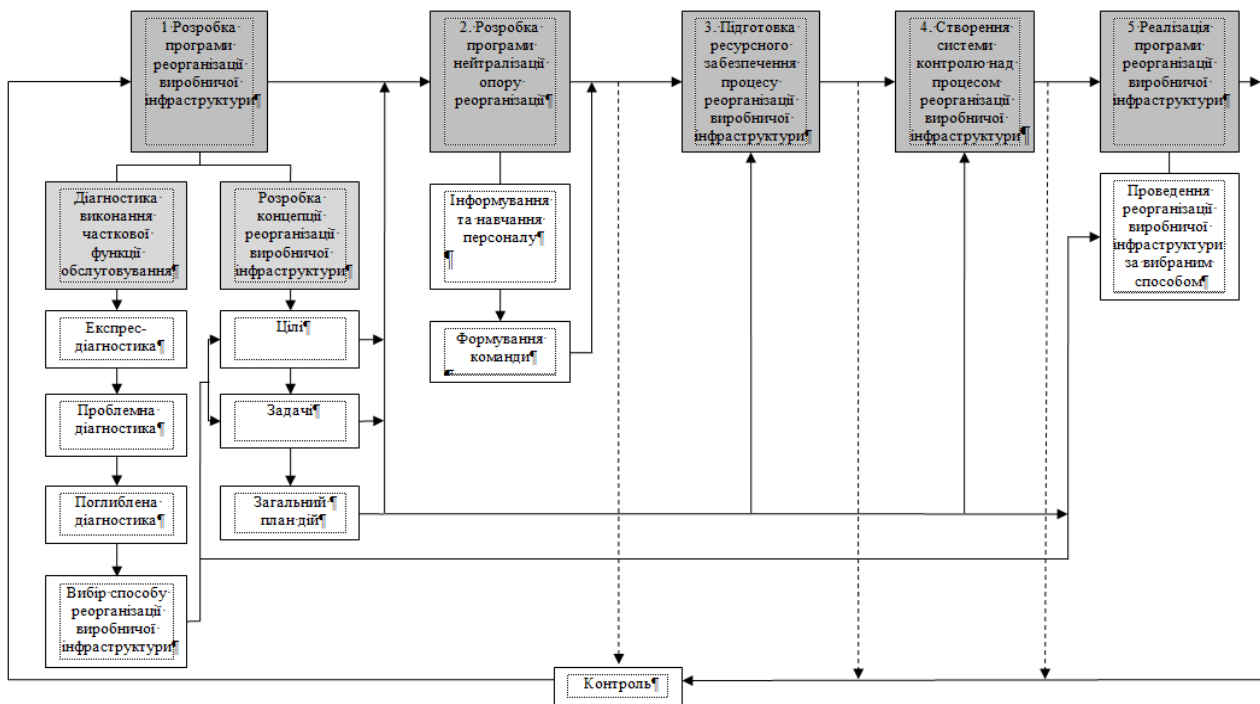 1 Розробка
програми
реорганізації
виробничої
інфраструктури¶
2. Розробка
програми
нейтралізації
опору
реорганізації¶
3. Підготовка
ресурсного
забезпечення
процесу
реорганізації
виробничої
інфраструктури¶
4. Створення
системи
контролю над
процесом
реорганізації
виробничої
інфраструктури¶
5 Реалізація
програми
реорганізації
виробничої
інфраструктури¶
Діагностика
виконання
часткової
функції
обслуговування¶
Розробка
концепції
реорганізації
виробничої
інфраструктури¶
Інформування
та навчання
персоналу¶
¶
Проведення
реорганізації
виробничої
інфраструктури
за вибраним
способом¶
Експрес-
діагностика¶
Цілі¶
Формування
команди¶
¶
Проблемна
діагностика¶
Задачі¶
Поглиблена
діагностика¶
Загальний ¶
план дій¶
Вибір способу
реорганізації
виробничої
інфраструктури¶
Контроль¶